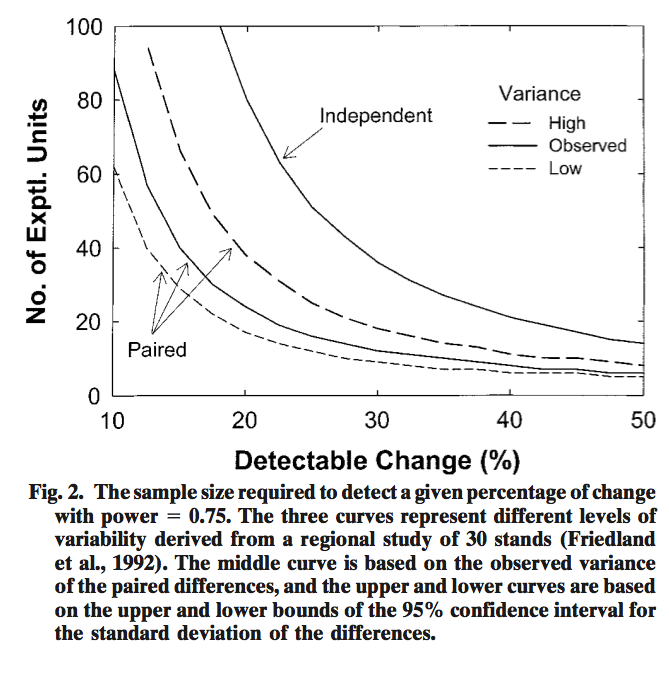 100
80
60
40
20
0
No. of Exptl. Units
Independent
Variance
High
Observed
Low
Paired
10 20 30 40 50
Detectable Change (%)
Fig. 2. The sample size required to detect a given percentage of change
with power = 0.75. The three curves represent different levels of
variability derived from a regional study of 30 stands (Friedland
et al., 1992). The middle curve is based on the observed variance
of the paired differences, and the upper and lower curves are based
on the upper and lower bounds of the 95% confidence interval for
the standard deviation of the differences.